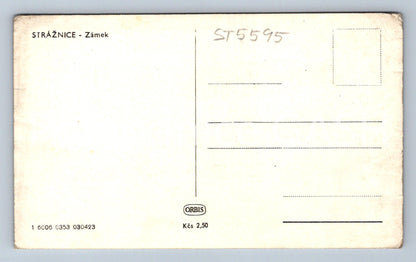 STRÁŽNICE - Zámek
ST5595
ORBIS
1 6006 0353 030423
Kčs 2,50